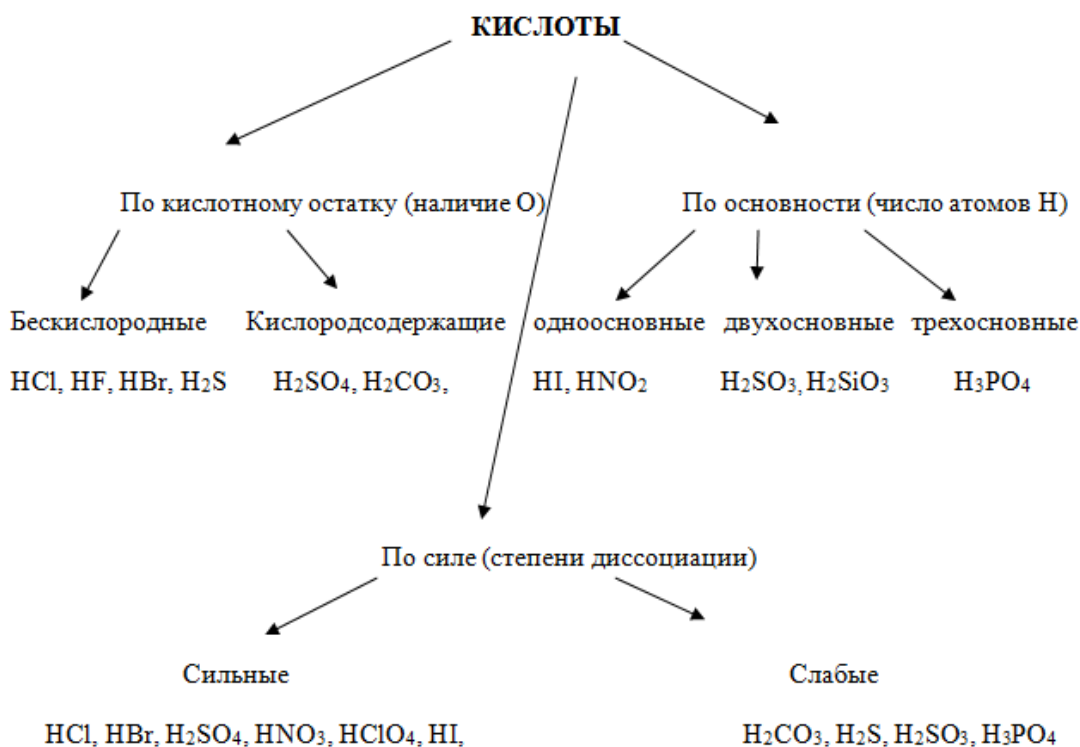 КИСЛОТЫ
По кислотному остатку (наличие О) По основности (число атомов Н)
Бескислородные Кислородсодержащие одноосновные двухосновные трехосновные
HCl, HF, HBr, H₂S H₂SO₄, H₂CO₃, HI, HNO₂ H₂SO₃, H₂SiO₃ H₃PO₄
По силе (степени диссоциации)
Сильные Слабые
HCl, HBr, H₂SO₄, HNO₃, HClO₄, HI, H₂CO₃, H₂S, H₂SO₃, H₃PO₄